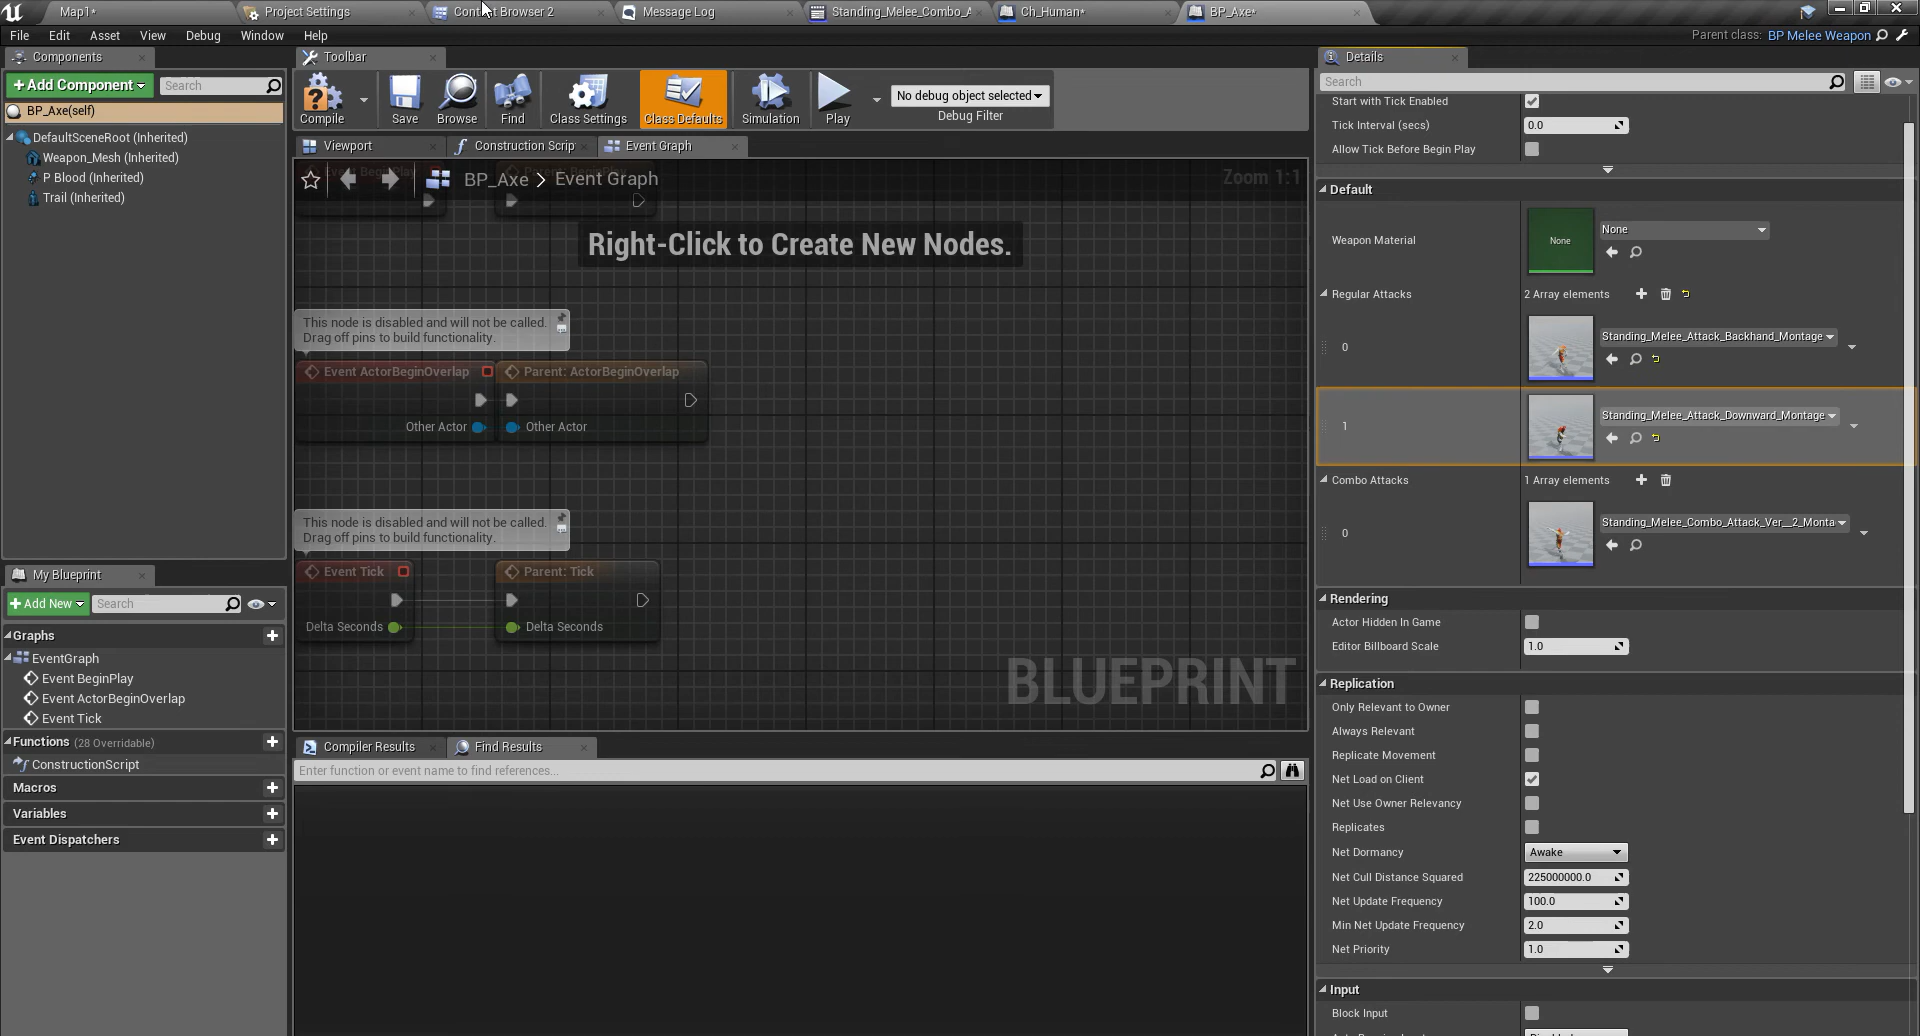 Map1*
Project Settings
Content Browser 2
Message Log
Standing_Melee_Combo_A
Ch_Human*
BP_Axe*
File Edit Asset View Debug Window Help
Parent class: BP Melee Weapon
Components
Toolbar
Details
Add Component
Search
Compile
Save
Browse
Find
Class Settings
Class Defaults
Simulation
Play
No debug object selected
Debug Filter
Search
BP_Axe(self)
DefaultSceneRoot (Inherited)
Weapon_Mesh (Inherited)
P Blood (Inherited)
Trail (Inherited)
Viewport
Construction Scrip
Event Graph
BP_Axe > Event Graph
Zoom 1:1
Right-Click to Create New Nodes.
This node is disabled and will not be called.
Drag off pins to build functionality.
Event ActorBeginOverlap
Parent: ActorBeginOverlap
Other Actor
Other Actor
This node is disabled and will not be called.
Drag off pins to build functionality.
Event Tick
Parent: Tick
Delta Seconds
Delta Seconds
BLUEPRINT
My Blueprint
Add New
Search
Graphs
EventGraph
Event BeginPlay
Event ActorBeginOverlap
Event Tick
Functions (28 Overridable)
ConstructionScript
Macros
Variables
Event Dispatchers
Compiler Results
Find Results
Enter function or event name to find references...
Start with Tick Enabled
Tick Interval (secs) 0.0
Allow Tick Before Begin Play
Default
Weapon Material
None
None
Regular Attacks 2 Array elements
0 Standing_Melee_Attack_Backhand_Montage
1 Standing_Melee_Attack_Downward_Montage
Combo Attacks 1 Array elements
0 Standing_Melee_Combo_Attack_Ver__2_Monta
Rendering
Actor Hidden In Game
Editor Billboard Scale 1.0
Replication
Only Relevant to Owner
Always Relevant
Replicate Movement
Net Load on Client
Net Use Owner Relevancy
Replicates
Net Dormancy Awake
Net Cull Distance Squared 225000000.0
Net Update Frequency 100.0
Min Net Update Frequency 2.0
Net Priority 1.0
Input
Block Input